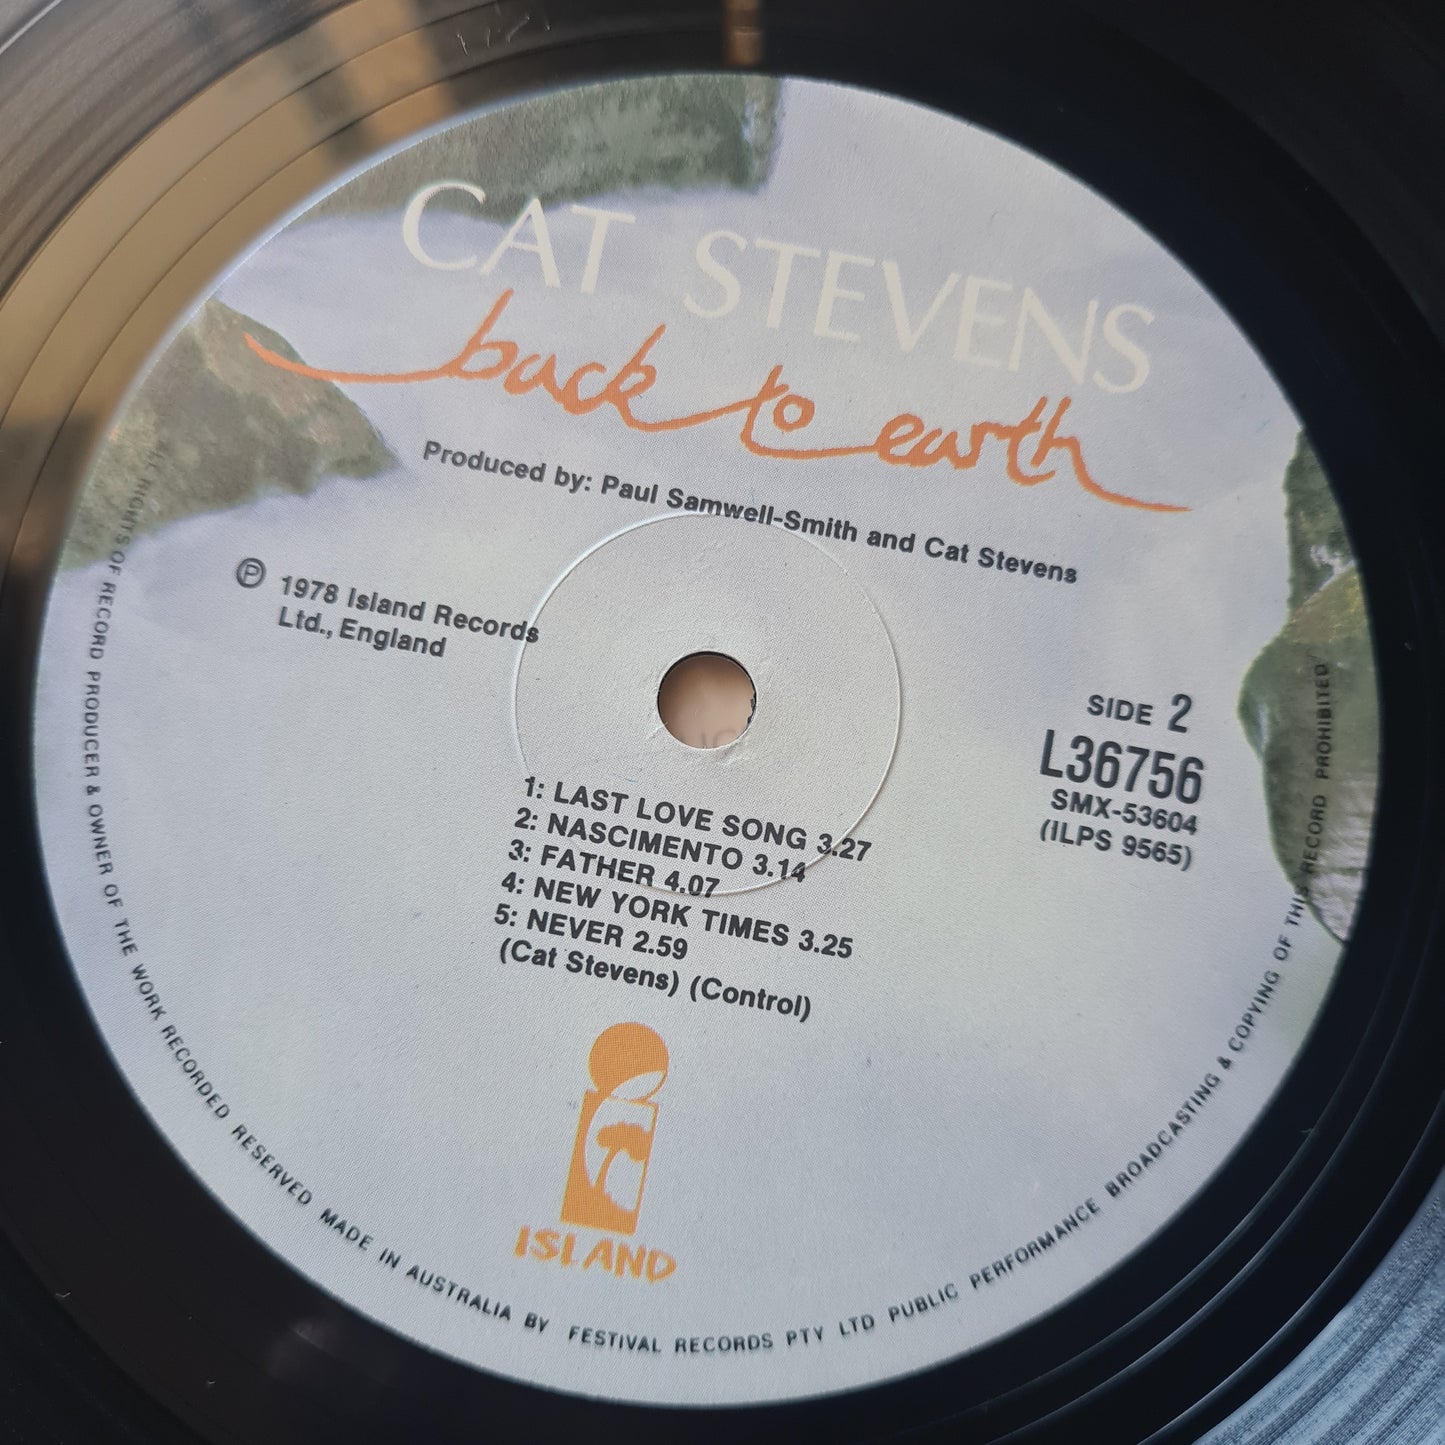 CAT STEVENS
back to earth
Produced by: Paul Samwell-Smith and Cat Stevens
Ⓟ 1978 Island Records
Ltd., England
SIDE 2
L36756
SMX-53604
(ILPS 9565)
1: LAST LOVE SONG 3.27
2: NASCIMENTO 3.14
3: FATHER 4.07
4: NEW YORK TIMES 3.25
5: NEVER 2.59
(Cat Stevens) (Control)
ISLAND
RIGHTS OF RECORD PRODUCER & OWNER OF THE WORK RECORDED RESERVED MADE IN AUSTRALIA BY FESTIVAL RECORDS PTY LTD PUBLIC PERFORMANCE BROADCASTING & COPYING OF THIS RECORD PROHIBITED